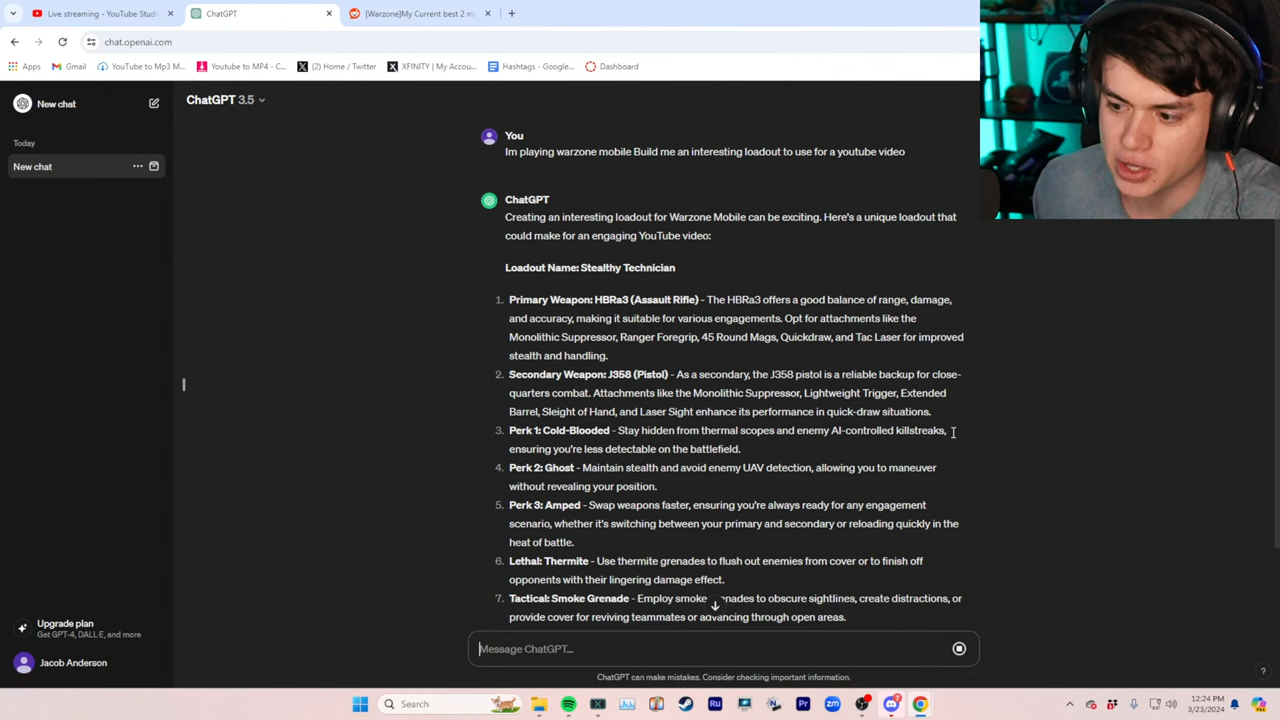 Live streaming - YouTube Studi
ChatGPT
[Warzone]My Current best 2 m
chat.openai.com
Apps
Gmail
YouTube to Mp3 M...
Youtube to MP4 - C...
(2) Home / Twitter
XFINITY | My Accou...
Hashtags - Google...
Dashboard
New chat
Today
New chat
ChatGPT 3.5
You
Im playing warzone mobile Build me an interesting loadout to use for a youtube video
ChatGPT
Creating an interesting loadout for Warzone Mobile can be exciting. Here's a unique loadout that
could make for an engaging YouTube video:
Loadout Name: Stealthy Technician
1. Primary Weapon: HBRa3 (Assault Rifle) - The HBRa3 offers a good balance of range, damage,
and accuracy, making it suitable for various engagements. Opt for attachments like the
Monolithic Suppressor, Ranger Foregrip, 45 Round Mags, Quickdraw, and Tac Laser for improved
stealth and handling.
2. Secondary Weapon: J358 (Pistol) - As a secondary, the J358 pistol is a reliable backup for close-
quarters combat. Attachments like the Monolithic Suppressor, Lightweight Trigger, Extended
Barrel, Sleight of Hand, and Laser Sight enhance its performance in quick-draw situations.
3. Perk 1: Cold-Blooded - Stay hidden from thermal scopes and enemy AI-controlled killstreaks,
ensuring you're less detectable on the battlefield.
4. Perk 2: Ghost - Maintain stealth and avoid enemy UAV detection, allowing you to maneuver
without revealing your position.
5. Perk 3: Amped - Swap weapons faster, ensuring you're always ready for any engagement
scenario, whether it's switching between your primary and secondary or reloading quickly in the
heat of battle.
6. Lethal: Thermite - Use thermite grenades to flush out enemies from cover or to finish off
opponents with their lingering damage effect.
7. Tactical: Smoke Grenade - Employ smoke grenades to obscure sightlines, create distractions, or
provide cover for reviving teammates or advancing through open areas.
Message ChatGPT...
ChatGPT can make mistakes. Consider checking important information.
?
Upgrade plan
Get GPT-4, DALL·E, and more
Jacob Anderson
Search
Ru
Pr
zm
12:24 PM
3/23/2024